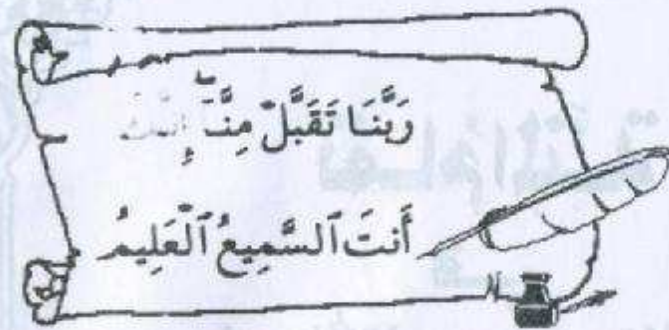 رَبَّنَا تَقَبَّلْ مِنَّآ إِنَّكَ
أَنتَ ٱلسَّمِيعُ ٱلْعَلِيمُ